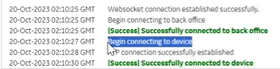 20-Oct-2023 02:10:25 GMT Websocket connection established successfully.
20-Oct-2023 02:10:25 GMT Begin connecting to back office
20-Oct-2023 02:10:25 GMT [Success] Successfully connected to back office
20-Oct-2023 02:10:27 GMT Begin connecting to device
20-Oct-2023 02:10:28 GMT connection successfully established
20-Oct-2023 02:10:30 GMT [Success] Successfully connected to device